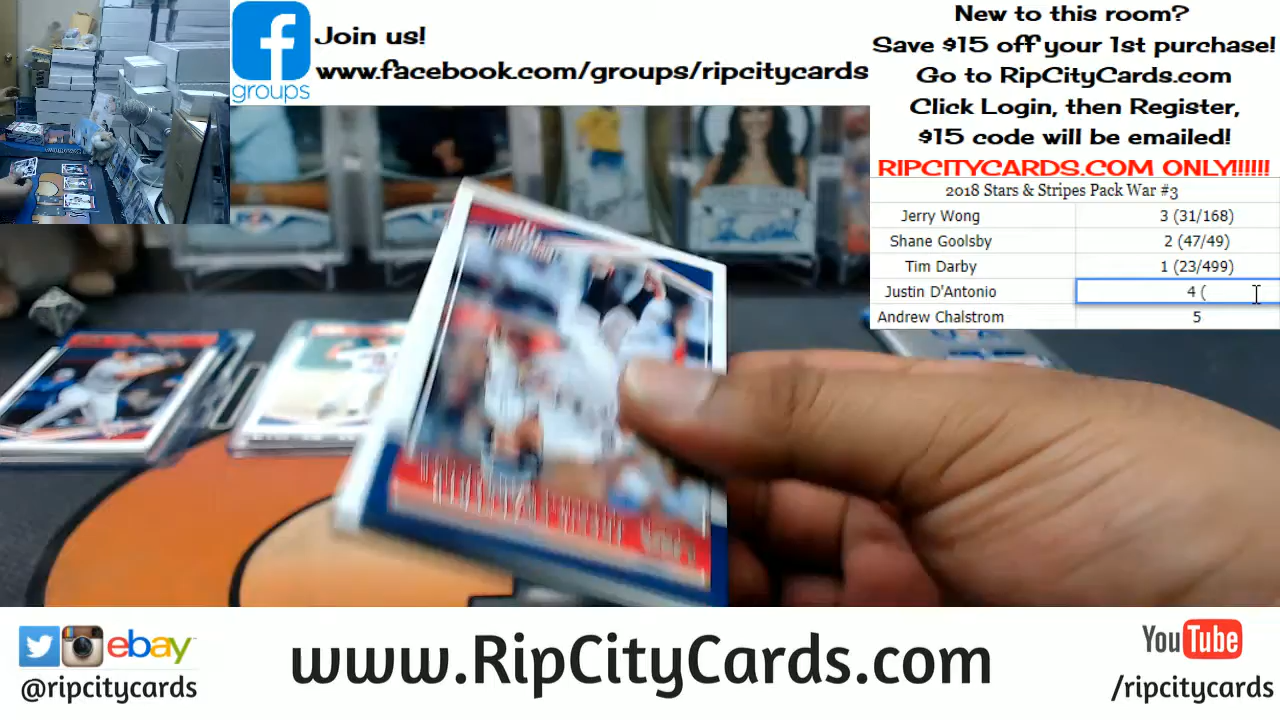 Join us!
www.facebook.com/groups/ripcitycards
groups
New to this room?
Save $15 off your 1st purchase!
Go to RipCityCards.com
Click Login, then Register,
$15 code will be emailed!
RIPCITYCARDS.COM ONLY!!!!!!
2018 Stars & Stripes Pack War #3
Jerry Wong 3 (31/168)
Shane Goolsby 2 (47/49)
Tim Darby 1 (23/499)
Justin D'Antonio 4 (
Andrew Chalstrom 5
ebay
@ripcitycards
www.RipCityCards.com
YouTube
/ripcitycards